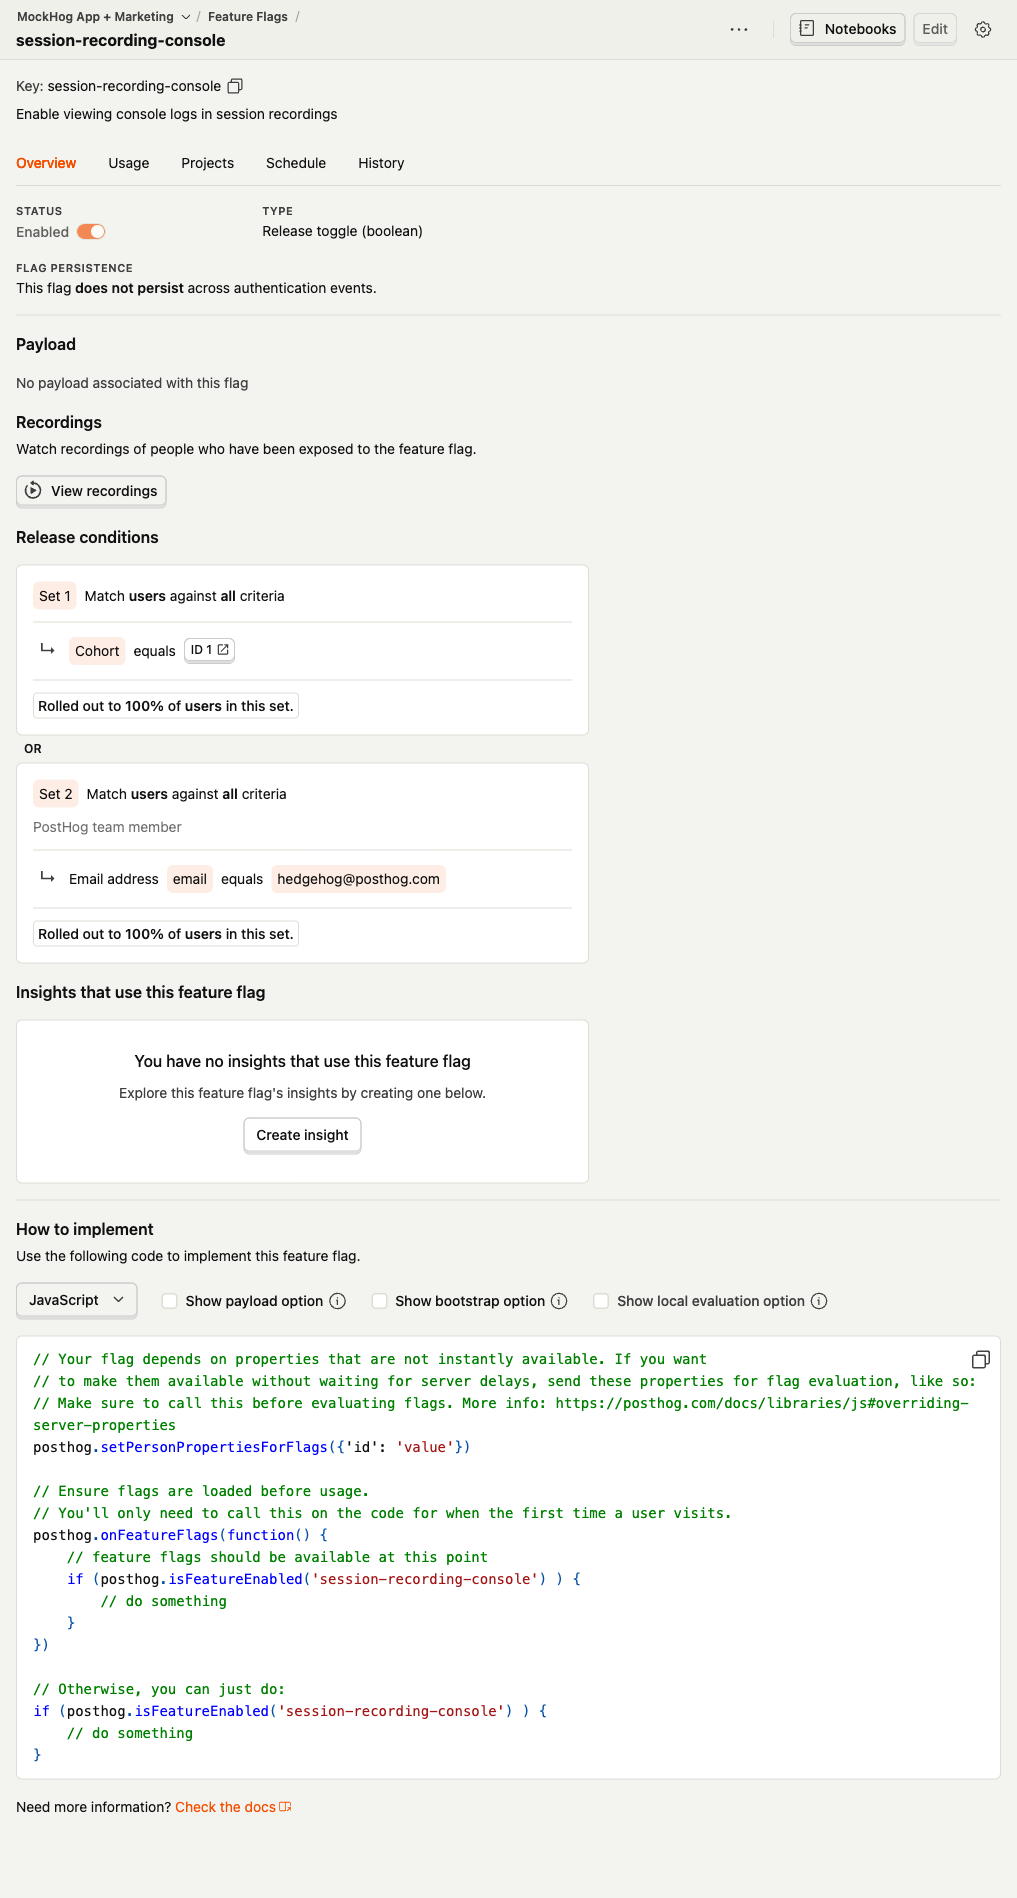 MockHog App + Marketing / Feature Flags /
session-recording-console
Notebooks
Edit
Key: session-recording-console
Enable viewing console logs in session recordings
Overview Usage Projects Schedule History
STATUS TYPE
Enabled Release toggle (boolean)
FLAG PERSISTENCE
This flag does not persist across authentication events.
Payload
No payload associated with this flag
Recordings
Watch recordings of people who have been exposed to the feature flag.
View recordings
Release conditions
Set 1 Match users against all criteria
Cohort equals ID 1
Rolled out to 100% of users in this set.
OR
Set 2 Match users against all criteria
PostHog team member
Email address email equals hedgehog@posthog.com
Rolled out to 100% of users in this set.
Insights that use this feature flag
You have no insights that use this feature flag
Explore this feature flag's insights by creating one below.
Create insight
How to implement
Use the following code to implement this feature flag.
JavaScript Show payload option Show bootstrap option Show local evaluation option
// Your flag depends on properties that are not instantly available. If you want
// to make them available without waiting for server delays, send these properties for flag evaluation, like so:
// Make sure to call this before evaluating flags. More info: https://posthog.com/docs/libraries/js#overriding-
server-properties
posthog.setPersonPropertiesForFlags({'id': 'value'})
// Ensure flags are loaded before usage.
// You'll only need to call this on the code for when the first time a user visits.
posthog.onFeatureFlags(function() {
// feature flags should be available at this point
if (posthog.isFeatureEnabled('session-recording-console') ) {
// do something
}
})
// Otherwise, you can just do:
if (posthog.isFeatureEnabled('session-recording-console') ) {
// do something
}
Need more information? Check the docs